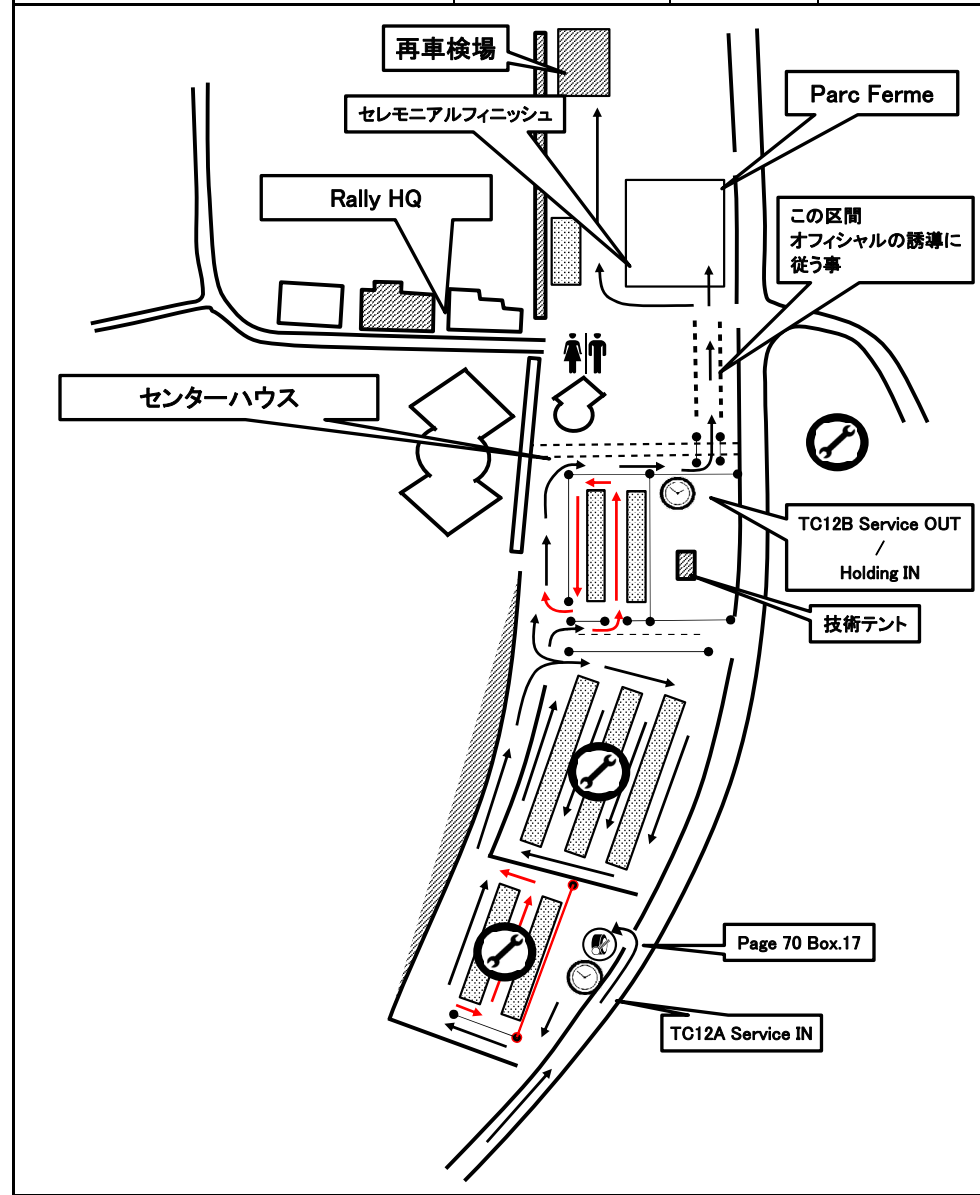 再車検場
セレモニアルフィニッシュ
Parc Ferme
Rally HQ
この区間
オフィシャルの誘導に
従う事
センターハウス
TC12B Service OUT
/
Holding IN
技術テント
Page 70 Box.17
TC12A Service IN